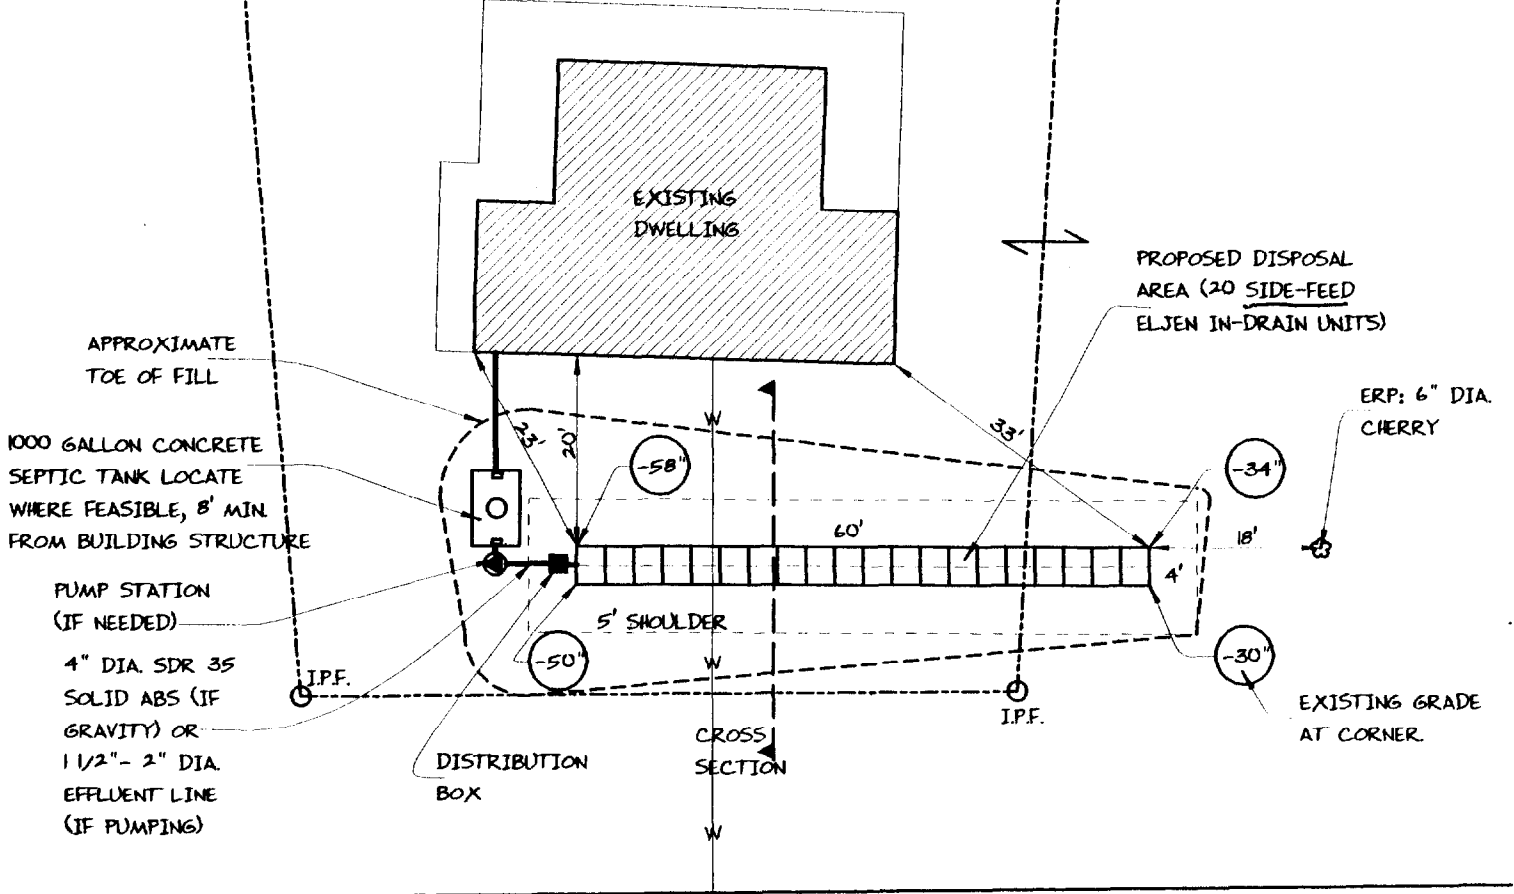 EXISTING
DWELLING
PROPOSED DISPOSAL
AREA (20 SIDE-FEED
ELJEN IN-DRAIN UNITS)
APPROXIMATE
TOE OF FILL
ERP: 6" DIA.
CHERRY
1000 GALLON CONCRETE
SEPTIC TANK LOCATE
WHERE FEASIBLE, 8' MIN.
FROM BUILDING STRUCTURE
23'
20'
W
33'
-58"
-34"
60'
18'
4'
PUMP STATION
(IF NEEDED)
5' SHOULDER
-50"
W
-30"
4" DIA. SDR 35
SOLID ABS (IF
GRAVITY) OR
1 1/2"- 2" DIA.
EFFLUENT LINE
(IF PUMPING)
I.P.F.
I.P.F.
EXISTING GRADE
AT CORNER.
CROSS
SECTION
DISTRIBUTION
BOX
W